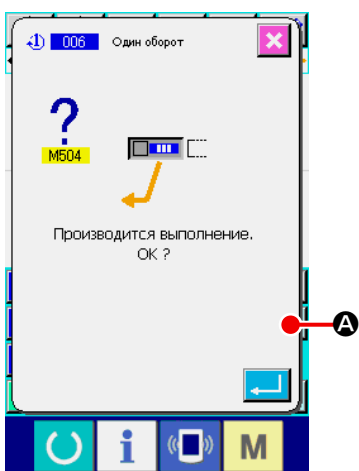 006 Один оборот
?
M504
Производится выполнение.
OK ?
A
i
M